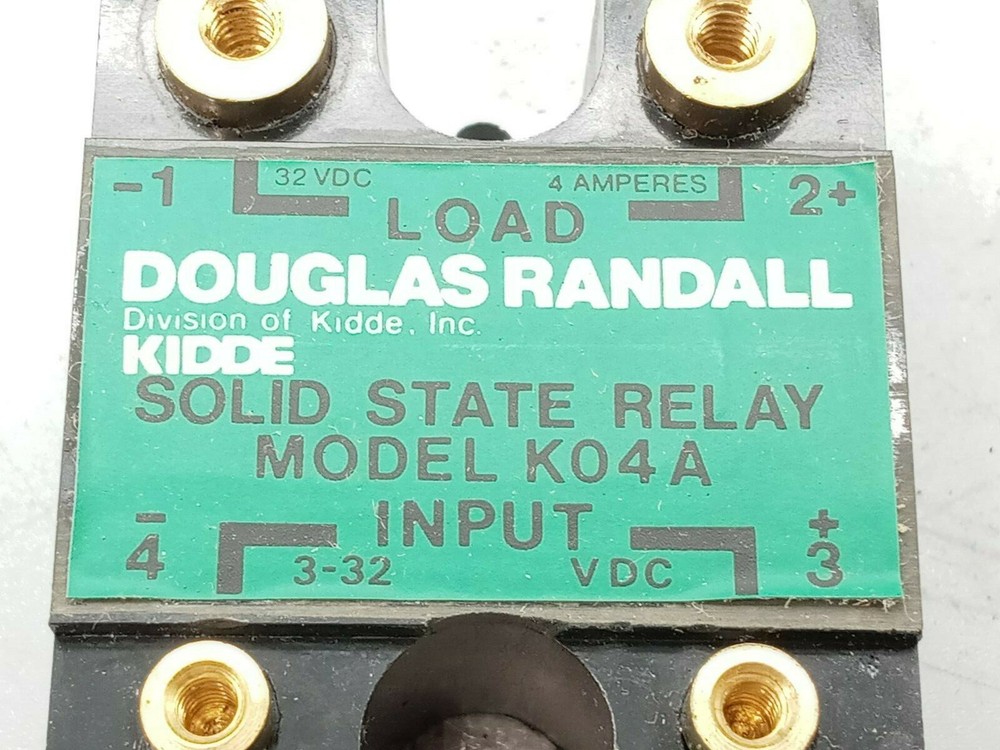 -1 32 VDC 4 AMPERES 2+
LOAD
DOUGLAS RANDALL
Division of Kidde, Inc.
KIDDE
SOLID STATE RELAY
MODEL K04A
INPUT
- +
4 3-32 VDC 3